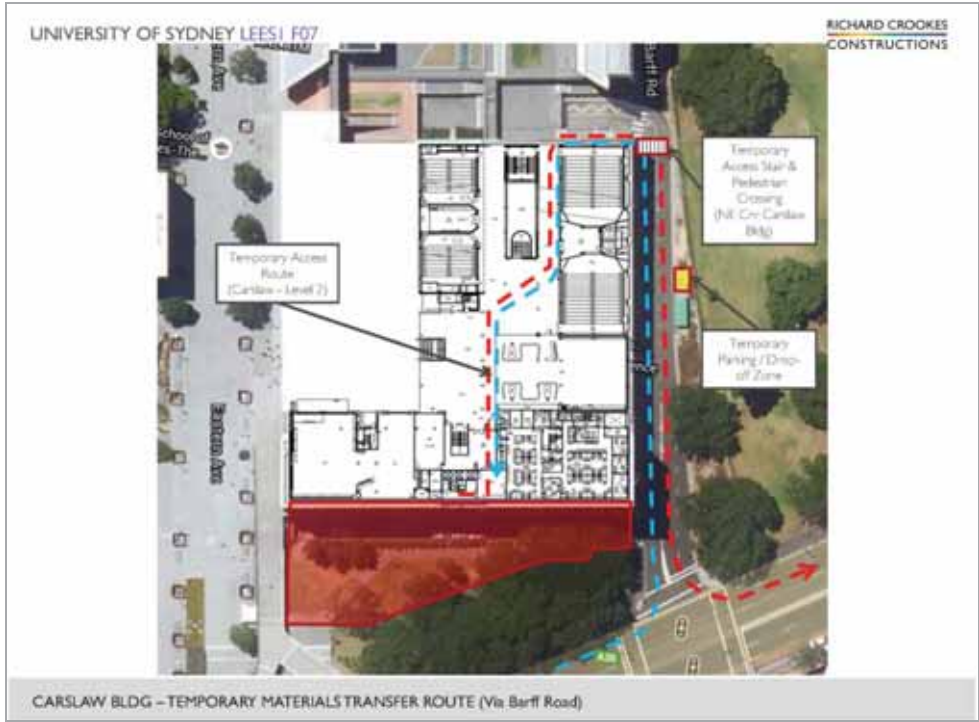 UNIVERSITY OF SYDNEY LEES1 F07
RICHARD CROOKES
CONSTRUCTIONS
Barff Rd
Temporary
Access Stair &
Pedestrian
Crossing
(NE Cnr Carslaw
Bldg)
Temporary Access
Route
(Carslaw - Level 2)
Temporary
Parking / Drop-
off Zone
Eastern Ave
CARSLAW BLDG – TEMPORARY MATERIALS TRANSFER ROUTE (Via Barff Road)